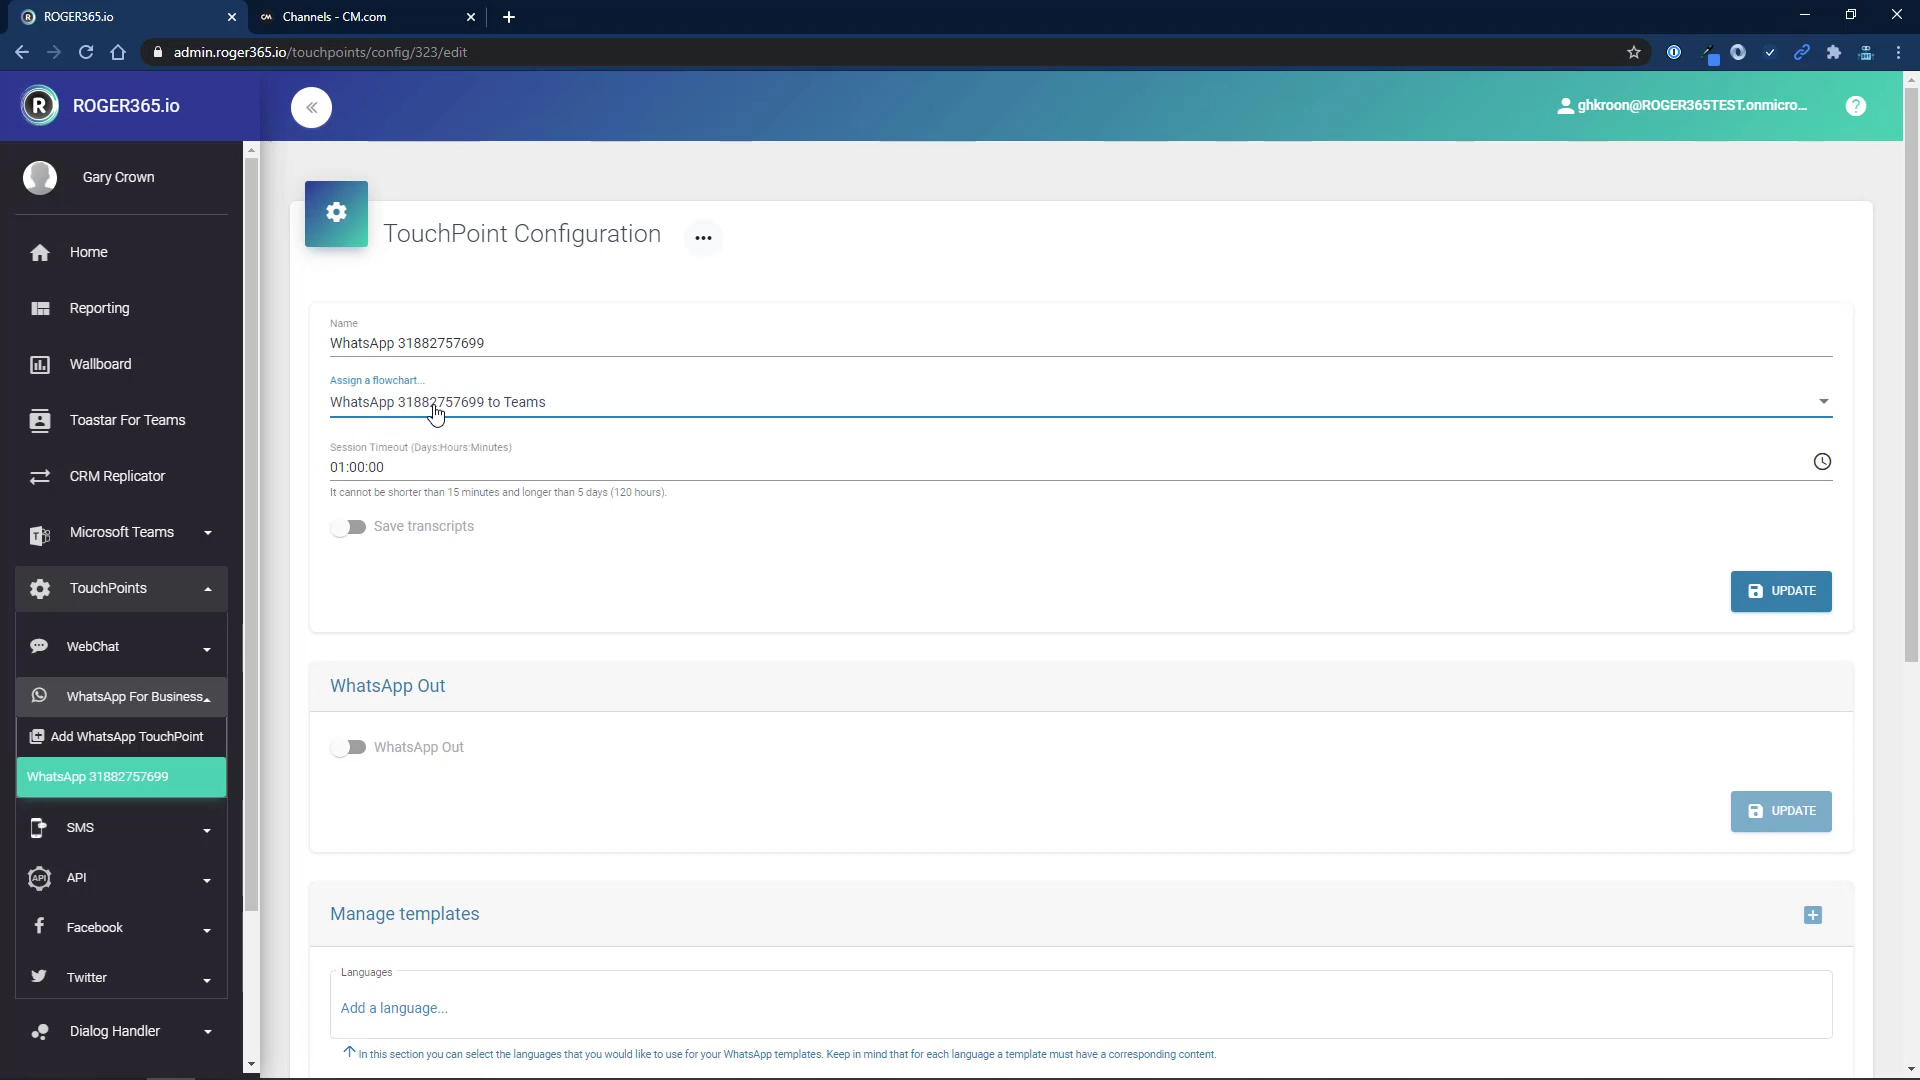 ROGER365.io
Channels - CM.com
admin.roger365.io/touchpoints/config/323/edit
R ROGER365.io
ghkroon@ROGER365TEST.onmicro...
Gary Crown
Home
Reporting
Wallboard
Toastar For Teams
CRM Replicator
Microsoft Teams
TouchPoints
WebChat
WhatsApp For Business
Add WhatsApp TouchPoint
WhatsApp 31882757699
SMS
API
Facebook
Twitter
Dialog Handler
TouchPoint Configuration
Name
WhatsApp 31882757699
Assign a flowchart...
WhatsApp 31882757699 to Teams
Session Timeout (Days:Hours:Minutes)
01:00:00
It cannot be shorter than 15 minutes and longer than 5 days (120 hours).
Save transcripts
UPDATE
WhatsApp Out
WhatsApp Out
UPDATE
Manage templates
Languages
Add a language...
In this section you can select the languages that you would like to use for your WhatsApp templates. Keep in mind that for each language a template must have a corresponding content.